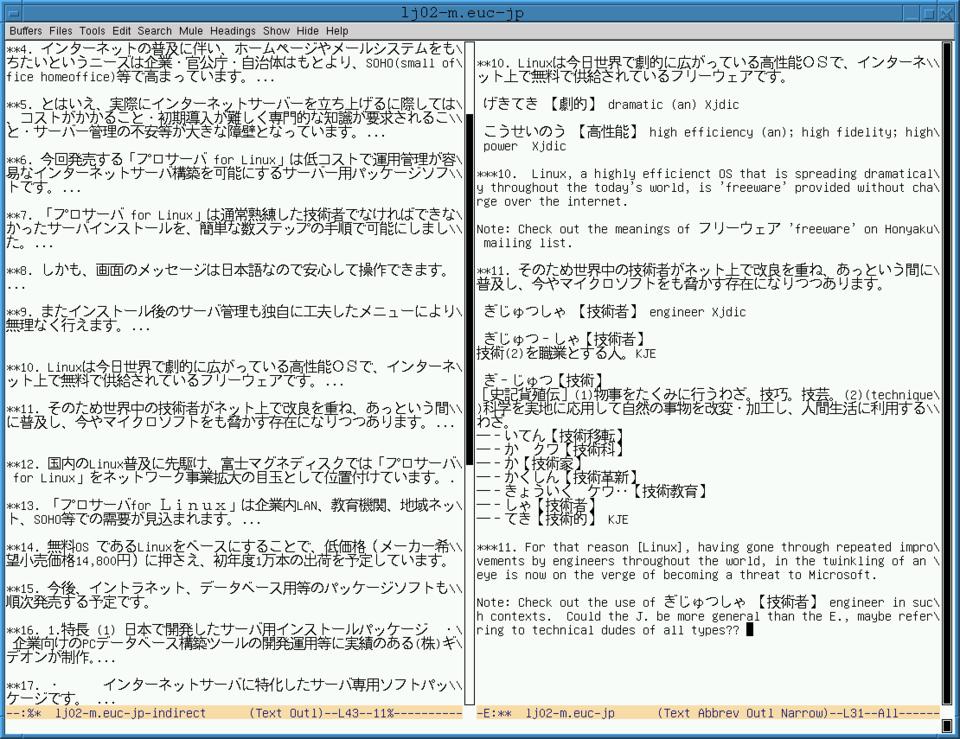 lj02-m.euc-jp
Buffers Files Tools Edit Search Mule Headings Show Hide Help
**4. インターネットの普及に伴い、ホームページやメールシステムをも\
ちたいというニーズは企業・官公庁・自治体はもとより、SOHO(small of\
fice homeoffice)等で高まっています。...
**5. とはいえ、実際にインターネットサーバーを立ち上げるに際しては\
、コストがかかること・初期導入が難しく専門的な知識が要求されるこ\
と・サーバー管理の不安等が大きな障壁となっています。...
**6. 今回発売する「プロサーバ for Linux」は低コストで運用管理が容\
易なインターネットサーバ構築を可能にするサーバー用パッケージソフ\
トです。...
**7. 「プロサーバ for Linux」は通常熟練した技術者でなければできな\
かったサーバインストールを、簡単な数ステップの手順で可能にしまし\
た。...
**8. しかも、画面のメッセージは日本語なので安心して操作できます。
...
**9. またインストール後のサーバ管理も独自に工夫したメニューにより\
無理なく行えます。...
**10. Linuxは今日世界で劇的に広がっている高性能ＯＳで、インターネ\
ット上で無料で供給されているフリーウェアです。...
**11. そのため世界中の技術者がネット上で改良を重ね、あっという間\
に普及し、今やマイクロソフトをも脅かす存在になりつつあります。...
**12. 国内のLinux普及に先駆け、富士マグネディスクでは「プロサーバ\
 for Linux」をネットワーク事業拡大の目玉として位置付けています。.
**13. 「プロサーバfor Ｌｉｎｕｘ」は企業内LAN、教育機関、地域ネッ\
ト、SOHO等での需要が見込まれます。...
**14. 無料OS であるLinuxをベースにすることで、低価格（メーカー希\
望小売価格14,800円）に押さえ、初年度1万本の出荷を予定しています。
**15. 今後、イントラネット、データベース用等のパッケージソフトも\
順次発売する予定です。
**16. 1.特長 (1) 日本で開発したサーバ用インストールパッケージ　・\
　企業向けのPCデータベース構築ツールの開発運用等に実績のある(株)ギ\
デオンが制作。...
**17. ・　　　インターネットサーバに特化したサーバ専用ソフトパッ\
ケージです。 ...
--:%*  lj02-m.euc-jp-indirect      (Text Outl)--L43--11%----------
**10. Linuxは今日世界で劇的に広がっている高性能ＯＳで、インターネ\
ット上で無料で供給されているフリーウェアです。
げきてき 【劇的】 dramatic (an) Xjdic
こうせいのう 【高性能】 high efficiency (an); high fidelity; high\
 power  Xjdic
***10.  Linux, a highly efficienct OS that is spreading dramatical\
y throughout the today's world, is 'freeware' provided without cha\
rge over the internet.
Note: Check out the meanings of フリーウェア 'freeware' on Honyaku\
 mailing list.
**11. そのため世界中の技術者がネット上で改良を重ね、あっという間に\
普及し、今やマイクロソフトをも脅かす存在になりつつあります。
ぎじゅつしゃ 【技術者】 engineer Xjdic
ぎじゅつ‐しゃ【技術者】
技術(2)を職業とする人。KJE
ぎ‐じゅつ【技術】
［史記貨殖伝］(1)物事をたくみに行うわざ。技巧。技芸。(2)(technique\
)科学を実地に応用して自然の事物を改変・加工し、人間生活に利用する\
わざ。
―‐いてん【技術移転】
―‐か　クワ【技術科】
―‐か【技術家】
―‐かくしん【技術革新】
―‐きょういく　ケウ‥【技術教育】
―‐しゃ【技術者】
―‐てき【技術的】 KJE
***11. For that reason [Linux], having gone through repeated impro\
vements by engineers throughout the world, in the twinkling of an \
eye is now on the verge of becoming a threat to Microsoft.
Note: Check out the use of ぎじゅつしゃ 【技術者】 engineer in suc\
h contexts.  Could the J. be more general than the E., maybe refer\
ring to technical dudes of all types??
-E:**  lj02-m.euc-jp      (Text Abbrev Outl Narrow)--L31--All------